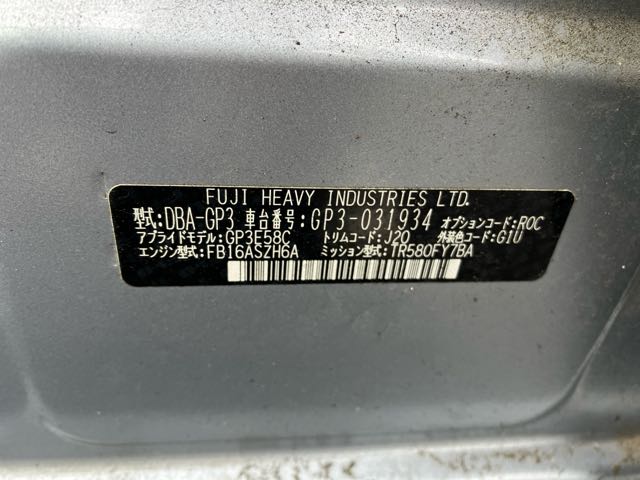 FUJI HEAVY INDUSTRIES LTD.
型式:DBA-GP3 車台番号:GP3-031934 オプションコード:ROC
アプライドモデル:GP3E58C トリムコード:J20 外装色コード:G1U
エンジン型式:FB16ASZH6A ミッション型式:TR580FY7BA